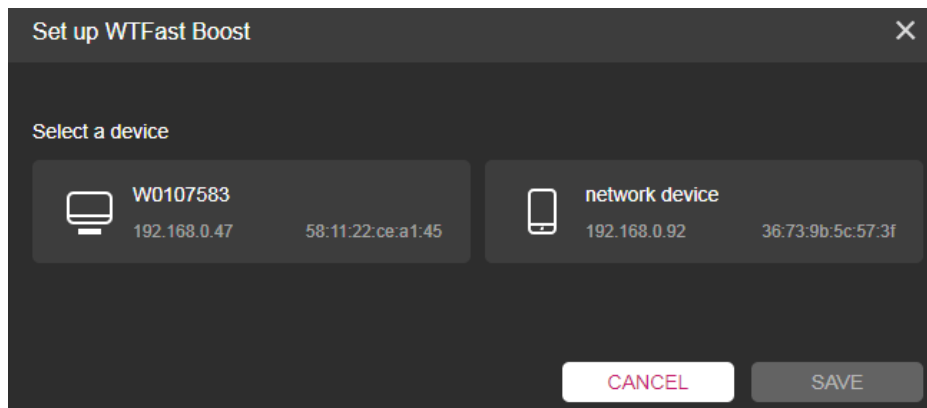 Set up WTFast Boost
Select a device
W0107583
192.168.0.47 58:11:22:ce:a1:45
network device
192.168.0.92 36:73:9b:5c:57:3f
CANCEL SAVE